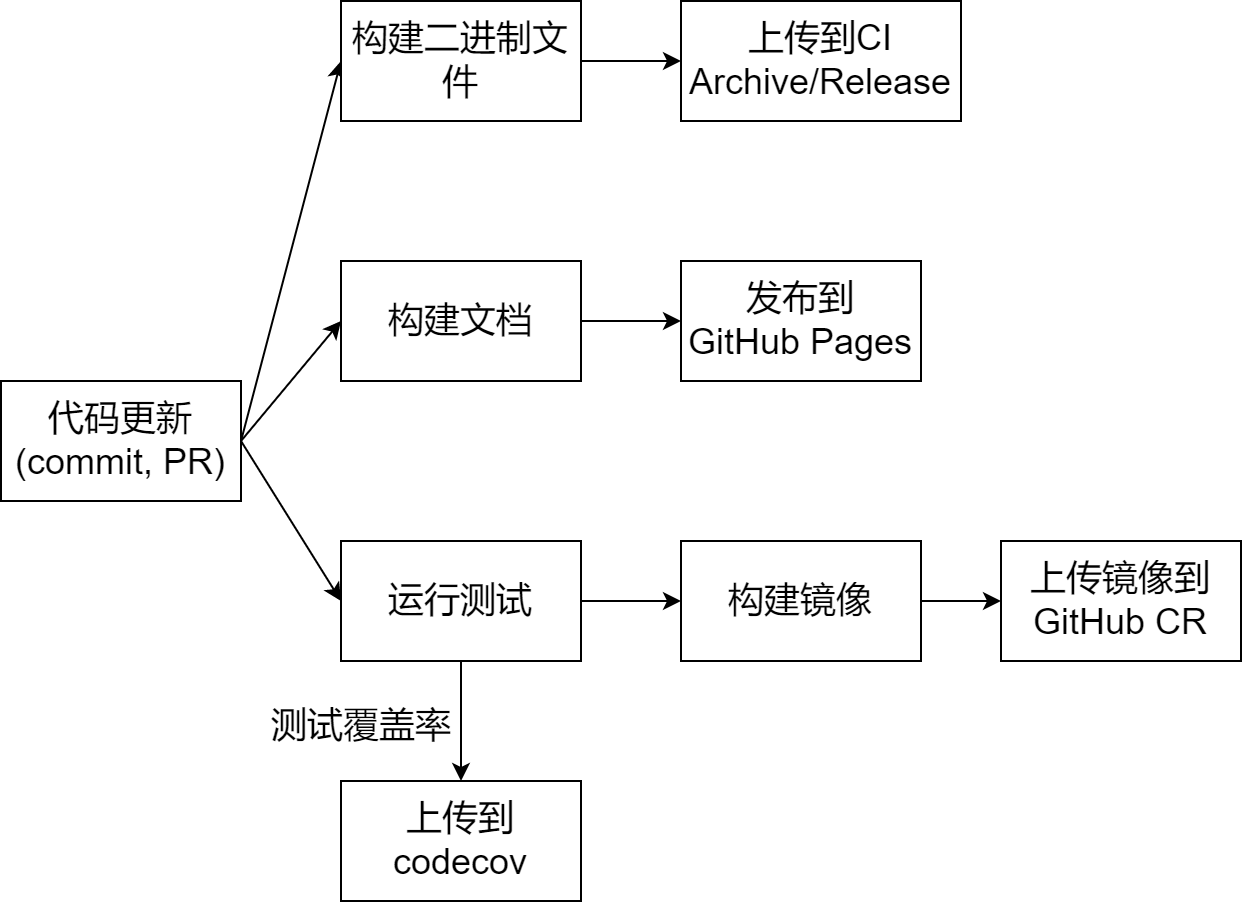 构建二进制文
件
上传到CI
Archive/Release
构建文档
发布到
GitHub Pages
代码更新
(commit, PR)
运行测试
构建镜像
上传镜像到
GitHub CR
测试覆盖率
上传到
codecov